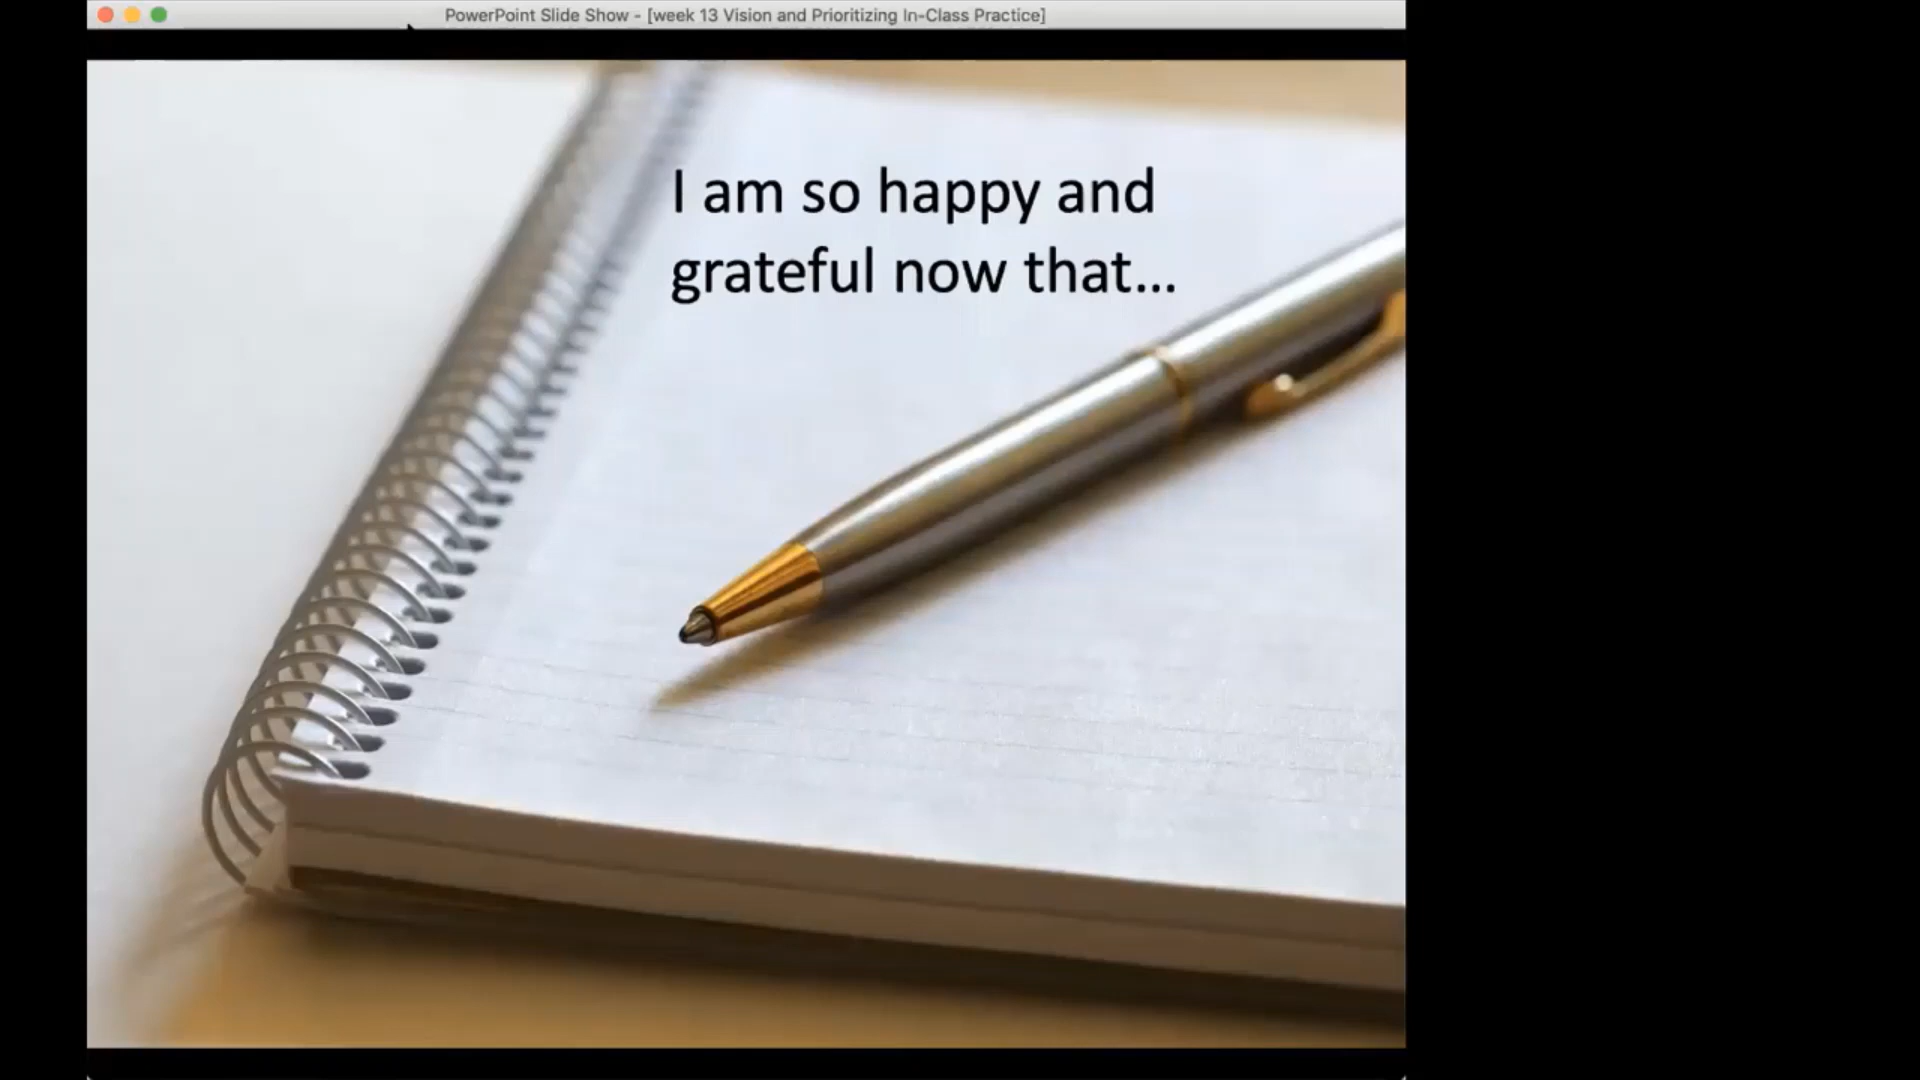 PowerPoint Slide Show - [week 13 Vision and Prioritizing In-Class Practice]
I am so happy and
grateful now that...